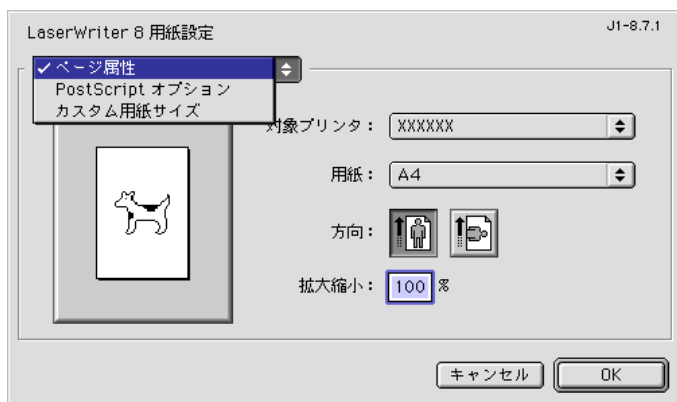 LaserWriter 8 用紙設定
J1-8.7.1
✓ページ属性
PostScript オプション
カスタム用紙サイズ
対象プリンタ： XXXXXX
用紙： A4
方向：
拡大縮小： 100 %
キャンセル
OK